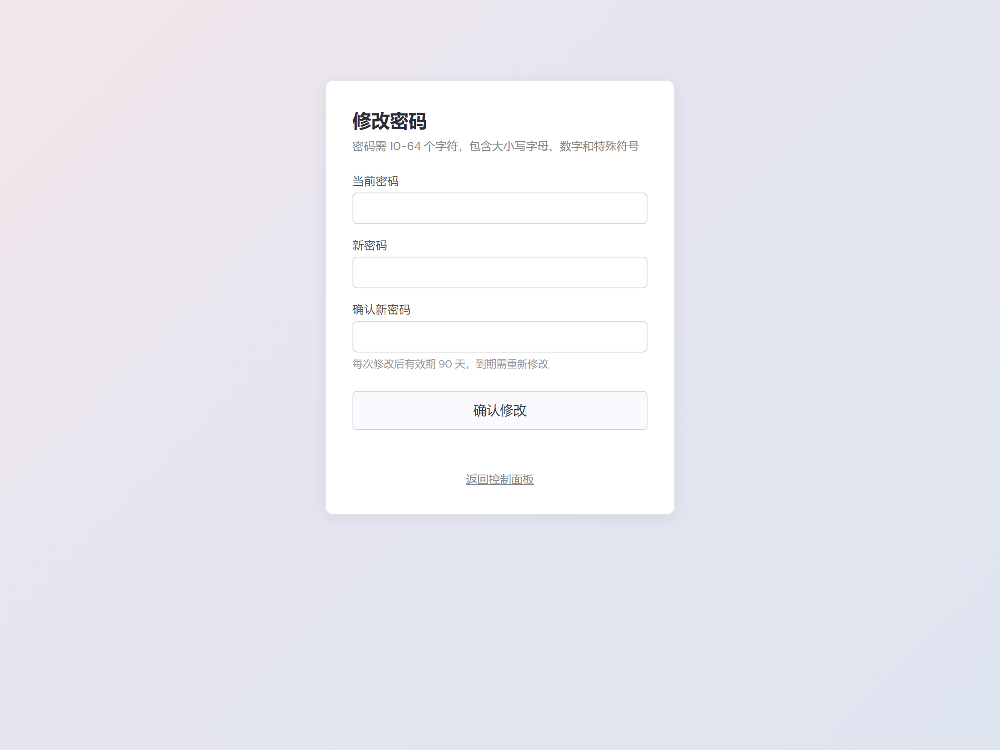 修改密码
密码需 10-64 个字符，包含大小写字母、数字和特殊符号
当前密码
新密码
确认新密码
每次修改后有效期 90 天，到期需重新修改
确认修改
返回控制面板